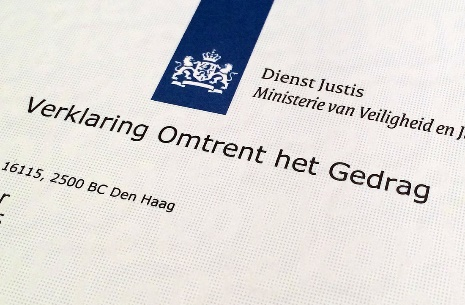 Dienst Justis
Ministerie van Veiligheid en
Verklaring Omtrent het Gedrag
16115, 2500 BC Den Haag